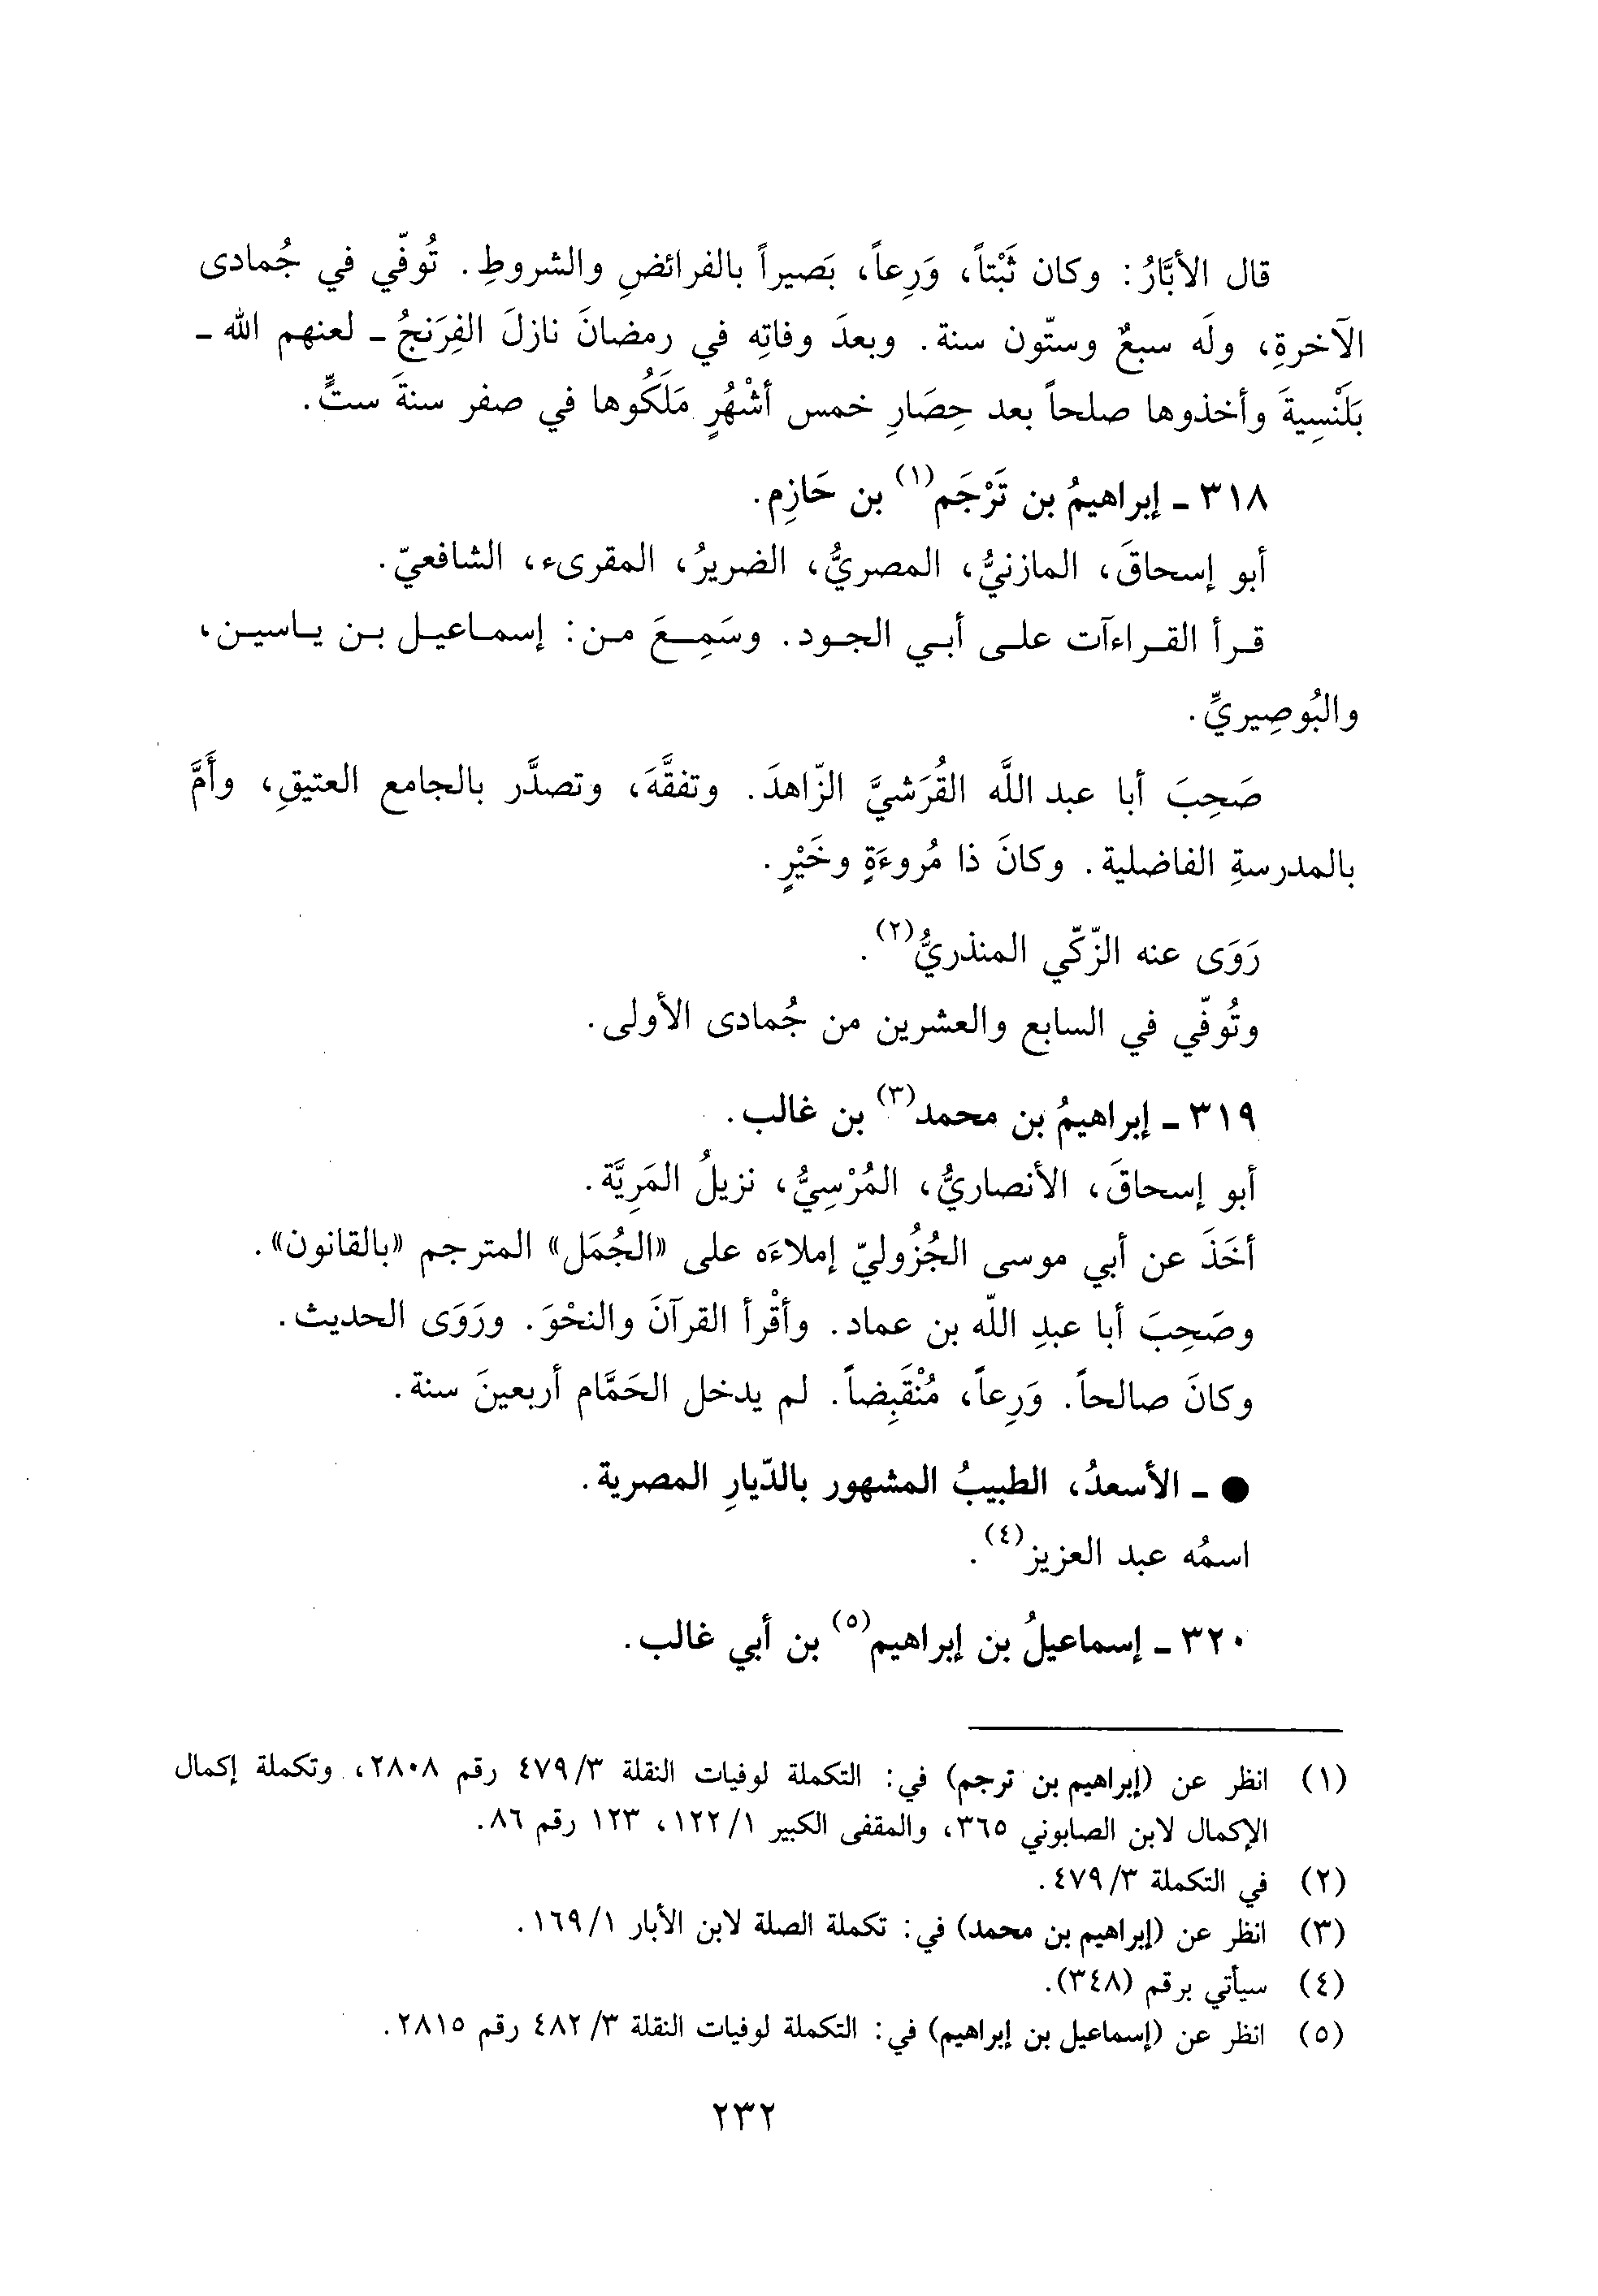 قال الأبَّارُ: وكان ثَبْتاً، وَرِعاً، بَصيراً بالفرائضِ والشروطِ. تُوفّي في جُمادى
الآخرةِ، ولَه سبعٌ وستّون سنة. وبعدَ وفاتِه في رمضانَ نازلَ الفِرَنجُ ـ لعنهم الله ـ
بَلَنْسِيةَ وأخذوها صلحاً بعد حِصَارِ خمس أشْهُرٍ مَلَكُوها في صفر سنةَ ستٍّ.
٣١٨ ـ إبراهيمُ بن تَرْجَم(١) بن حَازِم.
أبو إسحاقَ، المازنيُّ، المصريُّ، الضريرُ، المقرىء، الشافعيّ.
قرأ القراءآت على أبي الجود. وسَمِعَ من: إسماعيل بن ياسين،
والبُوصِيريِّ.
صَحِبَ أبا عبد اللَّه القُرَشيَّ الزّاهدَ. وتفقَّهَ، وتصدَّر بالجامع العتيقِ، وأَمَّ
بالمدرسةِ الفاضلية. وكانَ ذا مُروءَةٍ وخَيْرٍ.
رَوَى عنه الزّكّي المنذريُّ(٢).
وتُوفّي في السابع والعشرين من جُمادى الأولى.
٣١٩ ـ إبراهيمُ بن محمد(٣) بن غالب.
أبو إسحاقَ، الأنصاريُّ، المُرْسِيُّ، نزيلُ المَرِيَّة.
أخَذَ عن أبي موسى الجُزُوليّ إملاءَه على «الجُمَل» المترجم «بالقانون».
وصَحِبَ أبا عبدِ اللّه بن عماد. وأقْرأ القرآنَ والنحْوَ. ورَوَى الحديث.
وكانَ صالحاً. وَرِعاً، مُنْقَبِضاً. لم يدخل الحَمَّام أربعينَ سنة.
● ـ الأسعدُ، الطبيبُ المشهور بالدّيارِ المصرية.
اسمُه عبد العزيز(٤).
٣٢٠ ـ إسماعيلُ بن إبراهيم(٥) بن أبي غالب.
(١) انظر عن (إبراهيم بن ترجم) في: التكملة لوفيات النقلة ٣/ ٤٧٩ رقم ٢٨٠٨، وتكملة إكمال
الإكمال لابن الصابوني ٣٦٥، والمقفى الكبير ١/ ١٢٢، ١٢٣ رقم ٨٦.
(٢) في التكملة ٣/ ٤٧٩.
(٣) انظر عن (إبراهيم بن محمد) في: تكملة الصلة لابن الأبار ١/ ١٦٩.
(٤) سيأتي برقم (٣٤٨).
(٥) انظر عن (إسماعيل بن إبراهيم) في: التكملة لوفيات النقلة ٣/ ٤٨٢ رقم ٢٨١٥.
٢٣٢